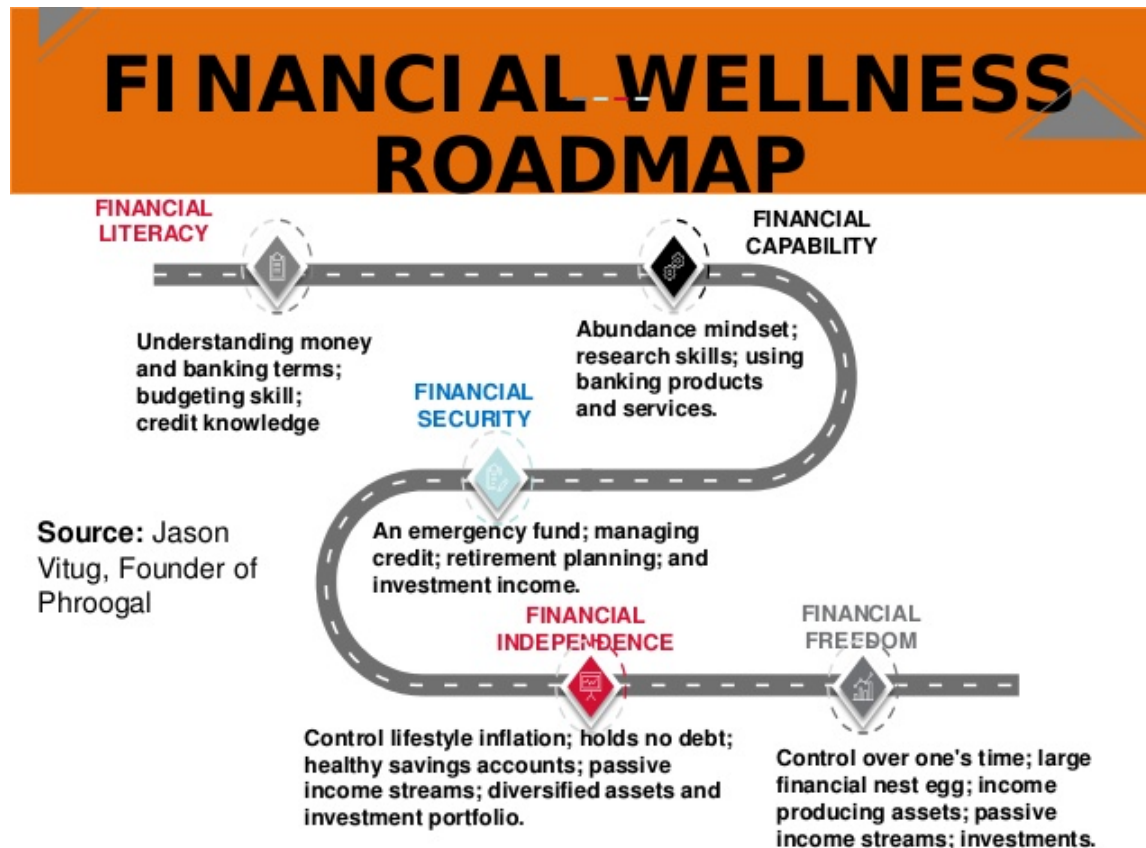 FINANCIAL WELLNESS
ROADMAP
FINANCIAL
LITERACY
Understanding money
and banking terms;
budgeting skill;
credit knowledge
FINANCIAL
CAPABILITY
Abundance mindset;
research skills; using
banking products
and services.
FINANCIAL
SECURITY
An emergency fund; managing
credit; retirement planning; and
investment income.
Source: Jason
Vitug, Founder of
Phroogal
FINANCIAL
INDEPENDENCE
Control lifestyle inflation; holds no debt;
healthy savings accounts; passive
income streams; diversified assets and
investment portfolio.
FINANCIAL
FREEDOM
Control over one's time; large
financial nest egg; income
producing assets; passive
income streams; investments.